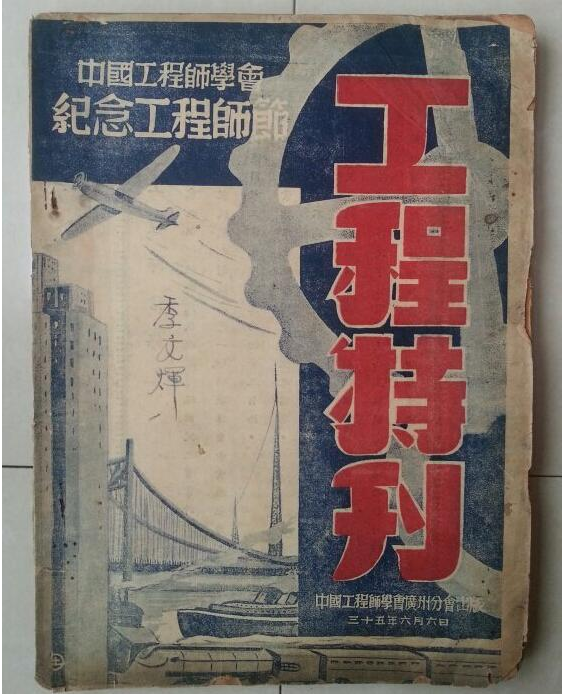 中國工程師學會
紀念工程師節
工程特刊
季文煇
中國工程師學會廣州分會出版
三十五年六月六日